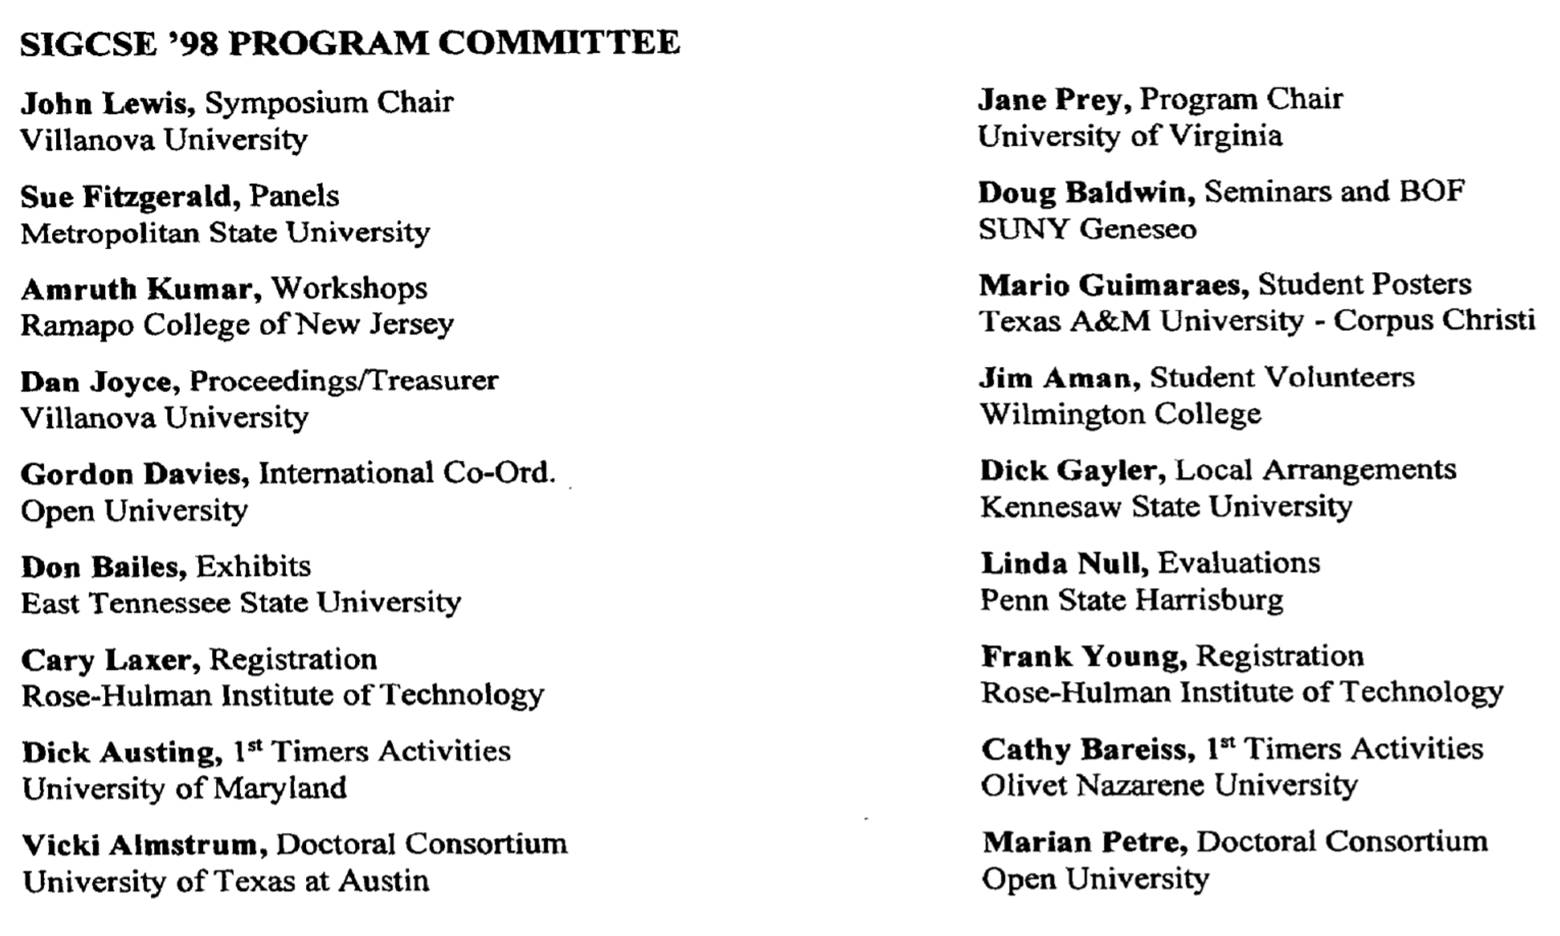 SIGCSE ’98 PROGRAM COMMITTEE
John Lewis, Symposium Chair
Villanova University
Jane Prey, Program Chair
University of Virginia
Sue Fitzgerald, Panels
Metropolitan State University
Doug Baldwin, Seminars and BOF
SUNY Geneseo
Amruth Kumar, Workshops
Ramapo College of New Jersey
Mario Guimaraes, Student Posters
Texas A&M University - Corpus Christi
Dan Joyce, Proceedings/Treasurer
Villanova University
Jim Aman, Student Volunteers
Wilmington College
Gordon Davies, International Co-Ord.
Open University
Dick Gayler, Local Arrangements
Kennesaw State University
Don Bailes, Exhibits
East Tennessee State University
Linda Null, Evaluations
Penn State Harrisburg
Cary Laxer, Registration
Rose-Hulman Institute of Technology
Frank Young, Registration
Rose-Hulman Institute of Technology
Dick Austing, 1st Timers Activities
University of Maryland
Cathy Bareiss, 1st Timers Activities
Olivet Nazarene University
Vicki Almstrum, Doctoral Consortium
University of Texas at Austin
Marian Petre, Doctoral Consortium
Open University